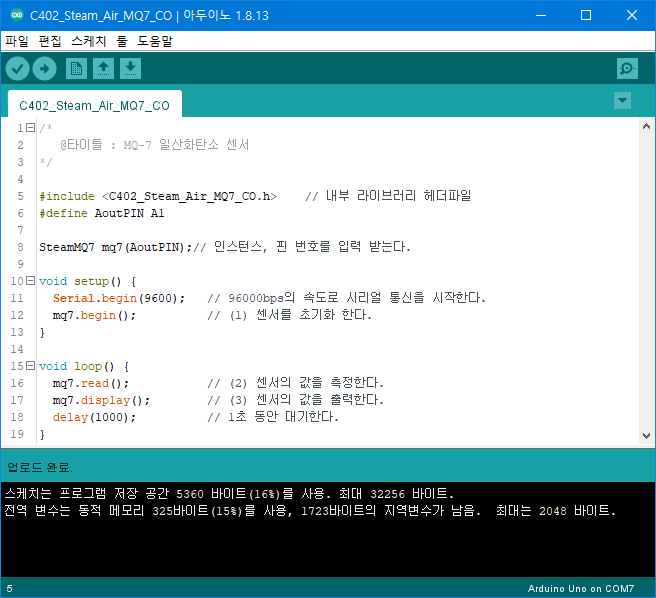 C402_Steam_Air_MQ7_CO | 아두이노 1.8.13
파일 편집 스케치 툴 도움말
C402_Steam_Air_MQ7_CO
1 /*
2 @타이틀 : MQ-7 일산화탄소 센서
3 */
4
5 #include <C402_Steam_Air_MQ7_CO.h> // 내부 라이브러리 헤더파일
6 #define AoutPIN A1
7
8 SteamMQ7 mq7(AoutPIN);// 인스턴스, 핀 번호를 입력 받는다.
9
10 void setup() {
11 Serial.begin(9600); // 96000bps의 속도로 시리얼 통신을 시작한다.
12 mq7.begin(); // (1) 센서를 초기화 한다.
13 }
14
15 void loop() {
16 mq7.read(); // (2) 센서의 값을 측정한다.
17 mq7.display(); // (3) 센서의 값을 출력한다.
18 delay(1000); // 1초 동안 대기한다.
19 }
업로드 완료.
스케치는 프로그램 저장 공간 5360 바이트(16%)를 사용. 최대 32256 바이트.
전역 변수는 동적 메모리 325바이트(15%)를 사용, 1723바이트의 지역변수가 남음. 최대는 2048 바이트.
5 Arduino Uno on COM7